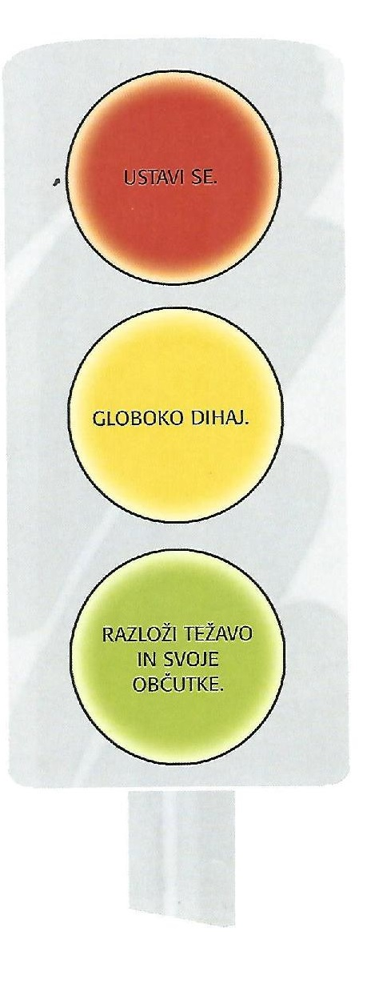 USTAVI SE.
GLOBOKO DIHAJ.
RAZLOŽI TEŽAVO
IN SVOJE
OBČUTKE.